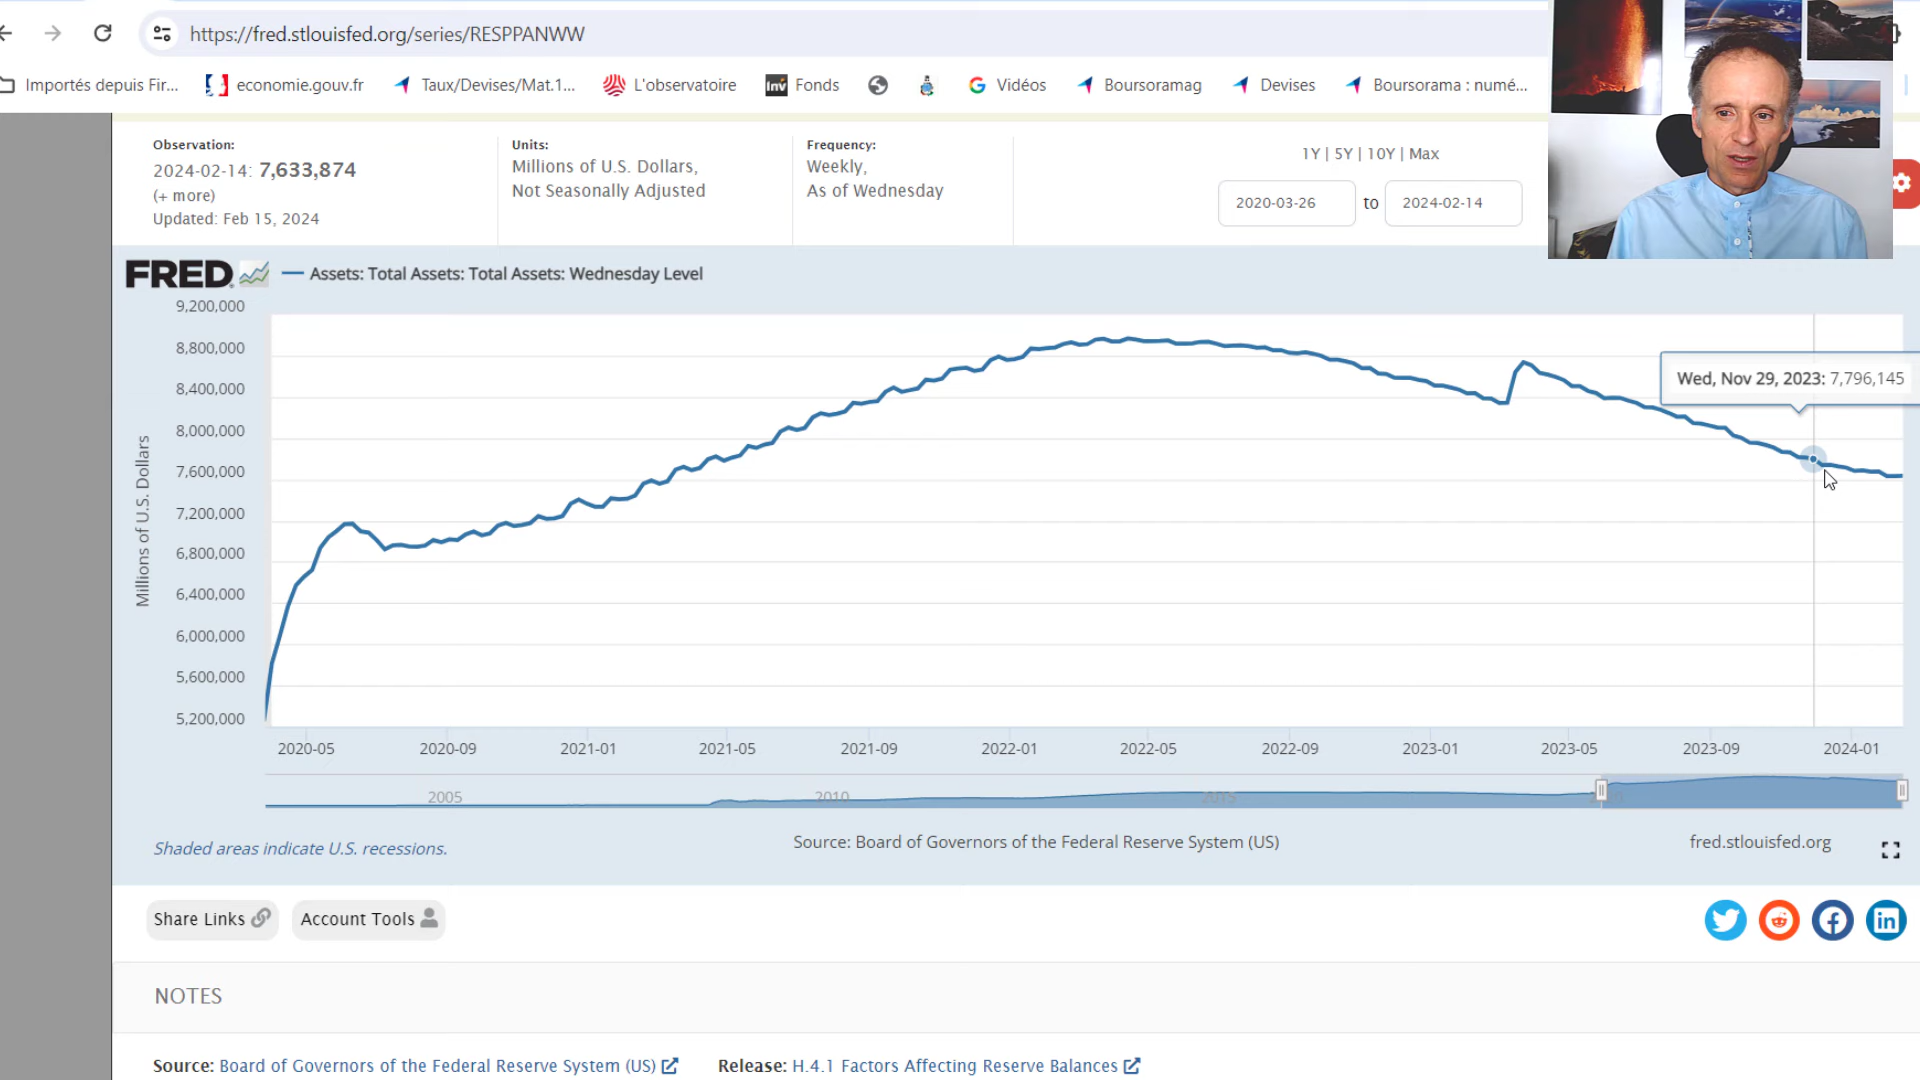 https://fred.stlouisfed.org/series/RESPPANWW
Importés depuis Fir...
economie.gouv.fr
Taux/Devises/Mat.1...
L'observatoire
Inv Fonds
Vidéos
Boursoramag
Devises
Boursorama : numé...
Observation:
2024-02-14: 7,633,874
(+ more)
Updated: Feb 15, 2024
Units:
Millions of U.S. Dollars,
Not Seasonally Adjusted
Frequency:
Weekly,
As of Wednesday
1Y | 5Y | 10Y | Max
2020-03-26 to 2024-02-14
FRED
Assets: Total Assets: Total Assets: Wednesday Level
9,200,000
8,800,000
8,400,000
8,000,000
7,600,000
7,200,000
6,800,000
6,400,000
6,000,000
5,600,000
5,200,000
Millions of U.S. Dollars
Wed, Nov 29, 2023: 7,796,145
2020-05 2020-09 2021-01 2021-05 2021-09 2022-01 2022-05 2022-09 2023-01 2023-05 2023-09 2024-01
2005 2010 2015
Shaded areas indicate U.S. recessions.
Source: Board of Governors of the Federal Reserve System (US)
fred.stlouisfed.org
Share Links
Account Tools
in
NOTES
Source: Board of Governors of the Federal Reserve System (US)
Release: H.4.1 Factors Affecting Reserve Balances